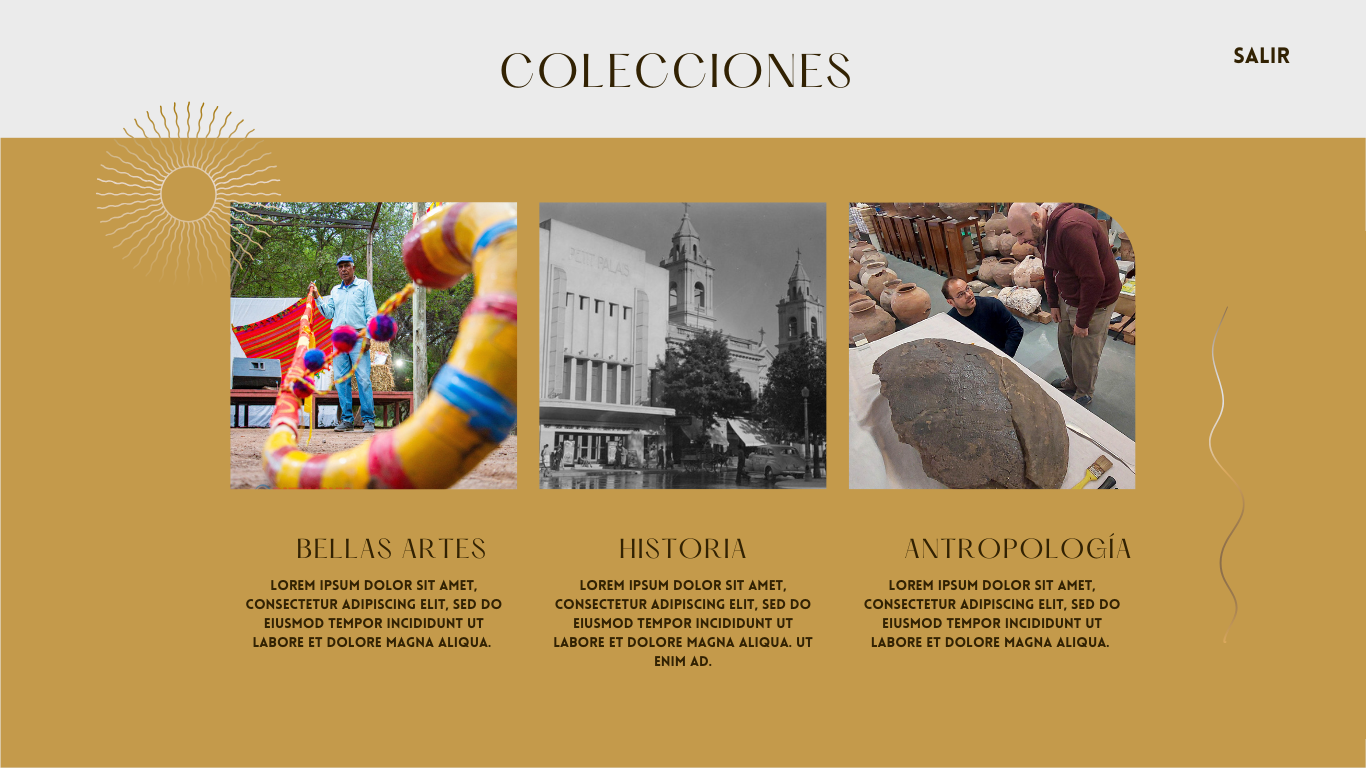 COLECCIONES
SALIR
PETIT PALAIS
BELLAS ARTES
LOREM IPSUM DOLOR SIT AMET,
CONSECTETUR ADIPISCING ELIT, SED DO
EIUSMOD TEMPOR INCIDIDUNT UT
LABORE ET DOLORE MAGNA ALIQUA.
HISTORIA
LOREM IPSUM DOLOR SIT AMET,
CONSECTETUR ADIPISCING ELIT, SED DO
EIUSMOD TEMPOR INCIDIDUNT UT
LABORE ET DOLORE MAGNA ALIQUA. UT
ENIM AD.
ANTROPOLOGÍA
LOREM IPSUM DOLOR SIT AMET,
CONSECTETUR ADIPISCING ELIT, SED DO
EIUSMOD TEMPOR INCIDIDUNT UT
LABORE ET DOLORE MAGNA ALIQUA.